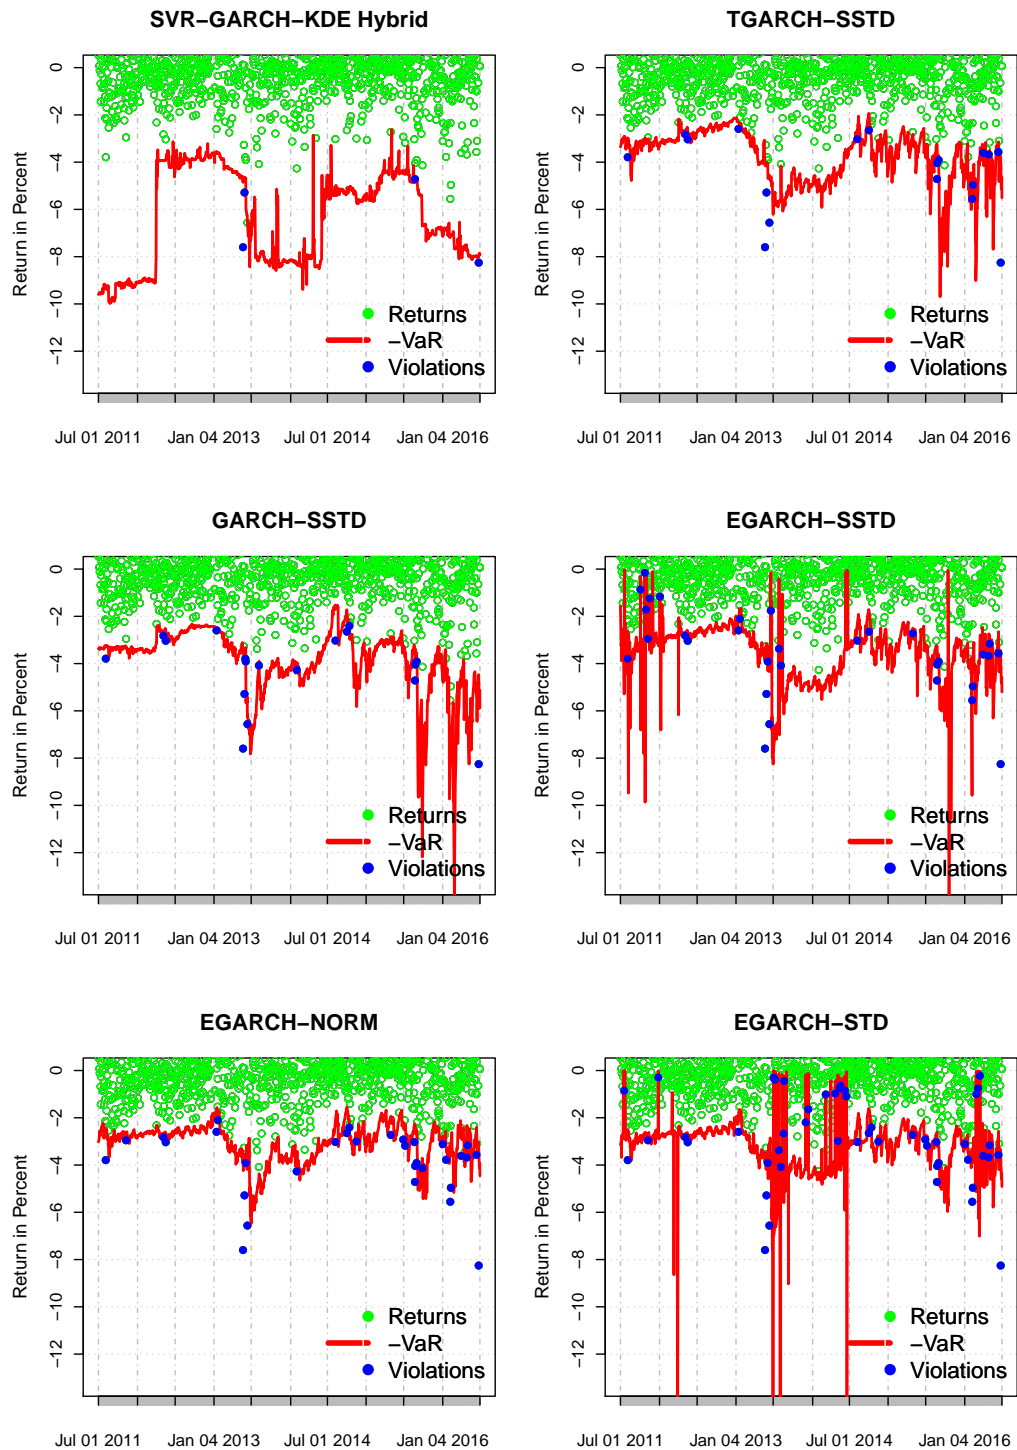 SVR−GARCH−KDE Hybrid
Return in Percent
0
−2
−4
−6
−8
−10
−12
Returns
−VaR
Violations
Jul 01 2011 Jan 04 2013 Jul 01 2014 Jan 04 2016
TGARCH−SSTD
Return in Percent
0
−2
−4
−6
−8
−10
−12
Returns
−VaR
Violations
Jul 01 2011 Jan 04 2013 Jul 01 2014 Jan 04 2016
GARCH−SSTD
Return in Percent
0
−2
−4
−6
−8
−10
−12
Returns
−VaR
Violations
Jul 01 2011 Jan 04 2013 Jul 01 2014 Jan 04 2016
EGARCH−SSTD
Return in Percent
0
−2
−4
−6
−8
−10
−12
Returns
−VaR
Violations
Jul 01 2011 Jan 04 2013 Jul 01 2014 Jan 04 2016
EGARCH−NORM
Return in Percent
0
−2
−4
−6
−8
−10
−12
Returns
−VaR
Violations
Jul 01 2011 Jan 04 2013 Jul 01 2014 Jan 04 2016
EGARCH−STD
Return in Percent
0
−2
−4
−6
−8
−10
−12
Returns
−VaR
Violations
Jul 01 2011 Jan 04 2013 Jul 01 2014 Jan 04 2016